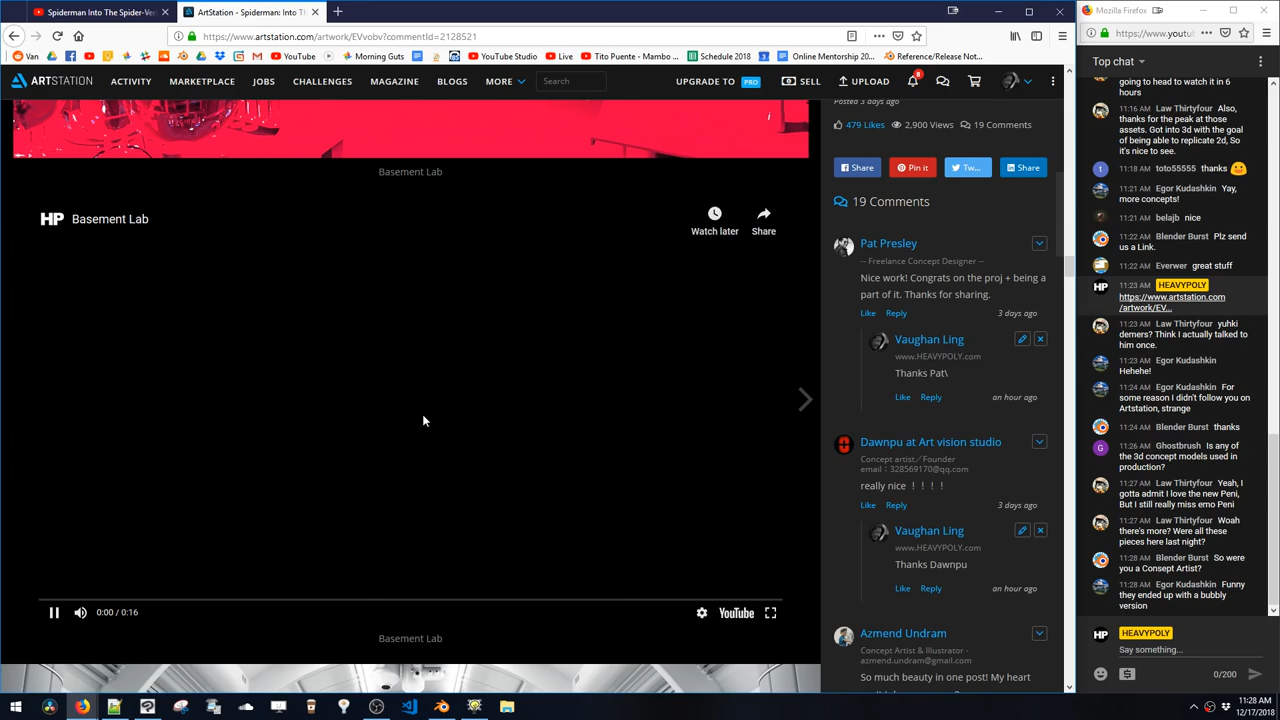 Spiderman Into The Spider-Ver
ArtStation - Spiderman: Into Th
https://www.artstation.com/artwork/EVvobv?commentId=2128521
Reddit
Van
YouTube
Morning Guts
YouTube Studio
Live
Tito Puente - Mambo ...
Schedule 2018
Online Mentorship 20...
Reference/Release Not...
ARTSTATION
ACTIVITY
MARKETPLACE
JOBS
CHALLENGES
MAGAZINE
BLOGS
MORE
Search
UPGRADE TO PRO
SELL
UPLOAD
8
Basement Lab
HP Basement Lab
Watch later
Share
0:00 / 0:16
YouTube
Basement Lab
Posted 3 days ago
479 Likes 2,900 Views 19 Comments
Share
Pin it
Tw...
Share
19 Comments
Pat Presley
-- Freelance Concept Designer --
Nice work! Congrats on the proj + being a
part of it. Thanks for sharing.
Like Reply 3 days ago
Vaughan Ling
www.HEAVYPOLY.com
Thanks Pat\
Like Reply an hour ago
Dawnpu at Art vision studio
Concept artist／Founder
email：328569170@qq.com
really nice ！！！！
Like Reply 3 days ago
Vaughan Ling
www.HEAVYPOLY.com
Thanks Dawnpu
Like Reply an hour ago
Azmend Undram
Concept Artist & Illustrator -
azmend.undram@gmail.com
So much beauty in one post! My heart
Mozilla Firefox
https://www.youtu
Top chat
going to head to watch it in 6
hours
11:16 AM Law Thirtyfour Also,
thanks for the peak at those
assets. Got into 3d with the goal
of being able to replicate 2d, So
it's nice to see.
11:18 AM toto55555 thanks
11:21 AM Egor Kudashkin Yay,
more concepts!
11:21 AM belajb nice
11:22 AM Blender Burst Plz send
us a Link.
11:22 AM Everwer great stuff
HP 11:23 AM HEAVYPOLY
https://www.artstation.com
/artwork/EV...
11:23 AM Law Thirtyfour yuhki
demers? Think I actually talked to
him once.
11:23 AM Egor Kudashkin
Hehehe!
11:24 AM Egor Kudashkin For
some reason I didn't follow you on
Artstation, strange
11:24 AM Blender Burst thanks
G 11:26 AM Ghostbrush Is any of
the 3d concept models used in
production?
11:27 AM Law Thirtyfour Yeah, I
gotta admit I love the new Peni,
But I still really miss emo Peni
11:27 AM Law Thirtyfour Woah
there's more? Were all these
pieces here last night?
11:28 AM Blender Burst So were
you a Consept Artist?
11:28 AM Egor Kudashkin Funny
they ended up with a bubbly
version
HP HEAVYPOLY
Say something...
0/200
11:28 AM
12/17/2018